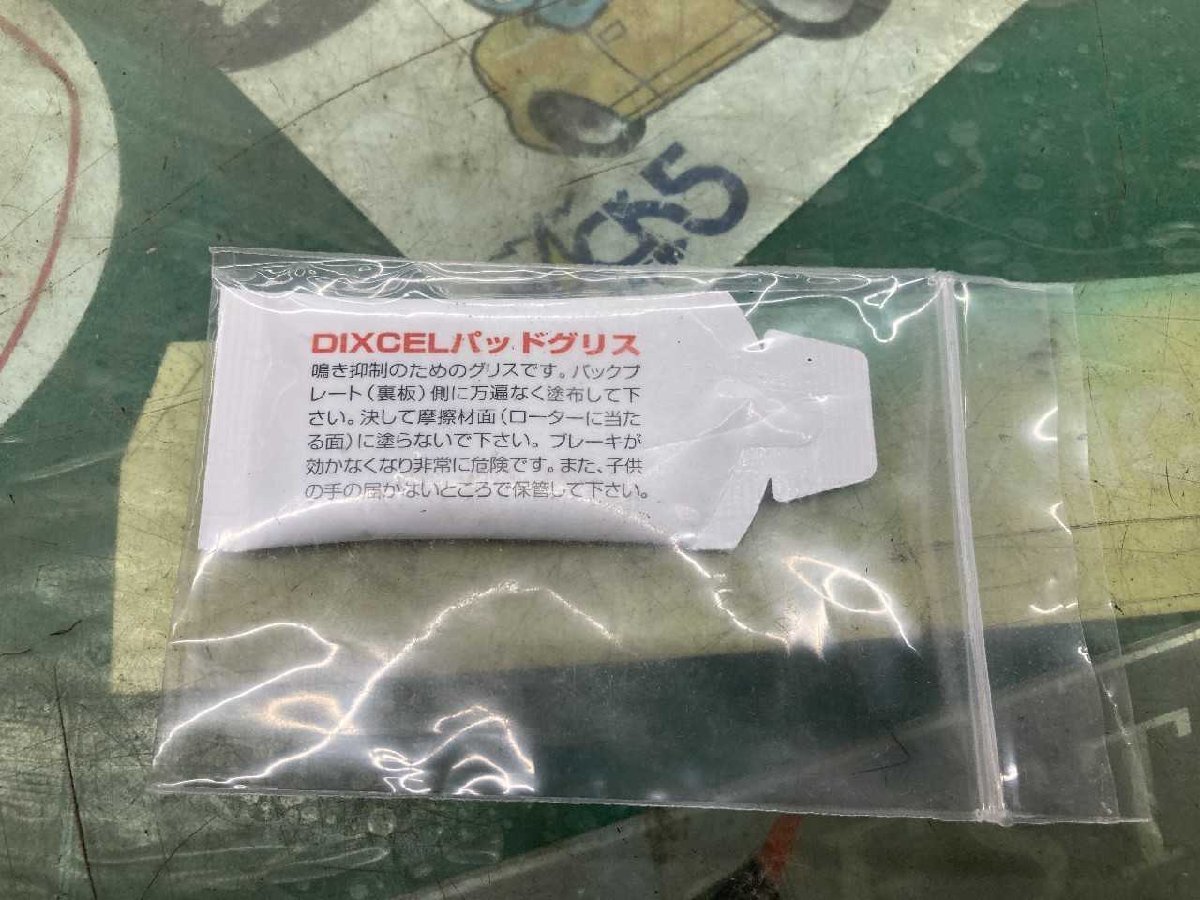 DIXCELパッドグリス
鳴き抑制のためのグリスです。バックプ
レート(裏板)側に万遍なく塗布して下
さい。決して摩擦材面(ローターに当た
る面)に塗らないで下さい。ブレーキが
効かなくなり非常に危険です。また、子供
の手の届かないところで保管して下さい。